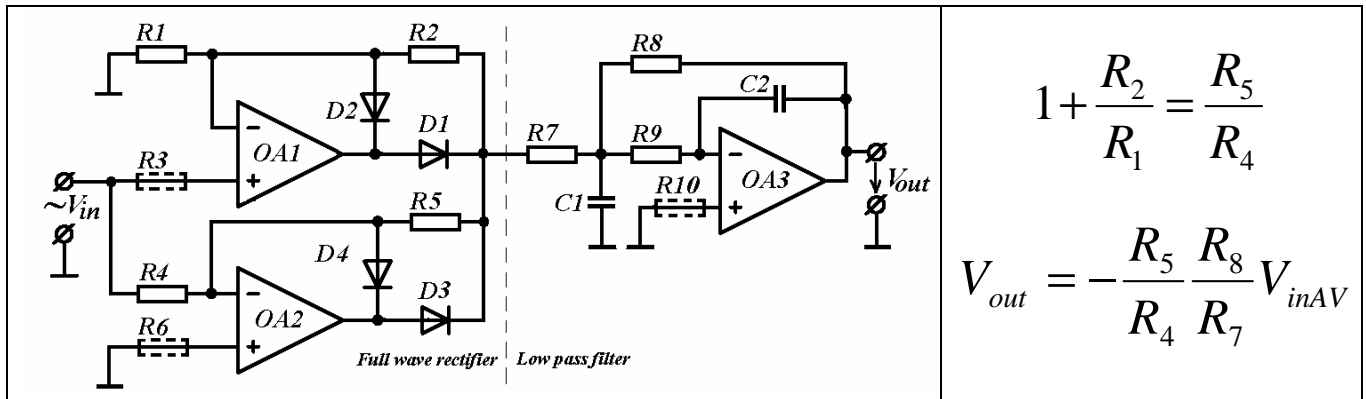 R1
R2
R8
C2
D2
D1
R7
R9
OA1
R3
R10
OA3
~Vin
Vout
C1
R5
D4
R4
D3
OA2
R6
Full wave rectifier
Low pass filter
1 + R2/R1 = R5/R4
Vout = - R5/R4 R8/R7 VinAV
- + - + - +